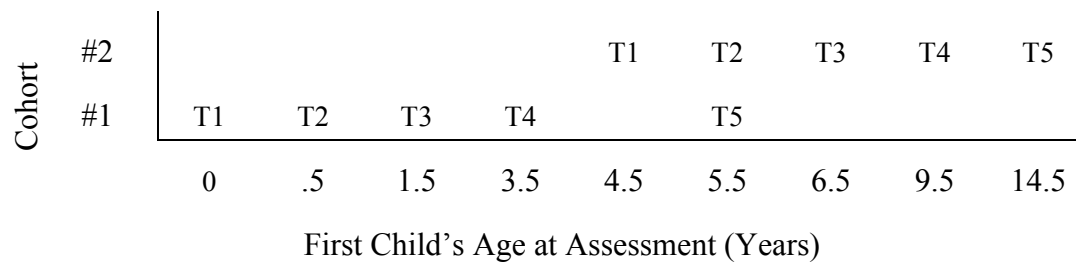 Cohort
#2 T1 T2 T3 T4 T5
#1 T1 T2 T3 T4 T5
0 .5 1.5 3.5 4.5 5.5 6.5 9.5 14.5
First Child's Age at Assessment (Years)